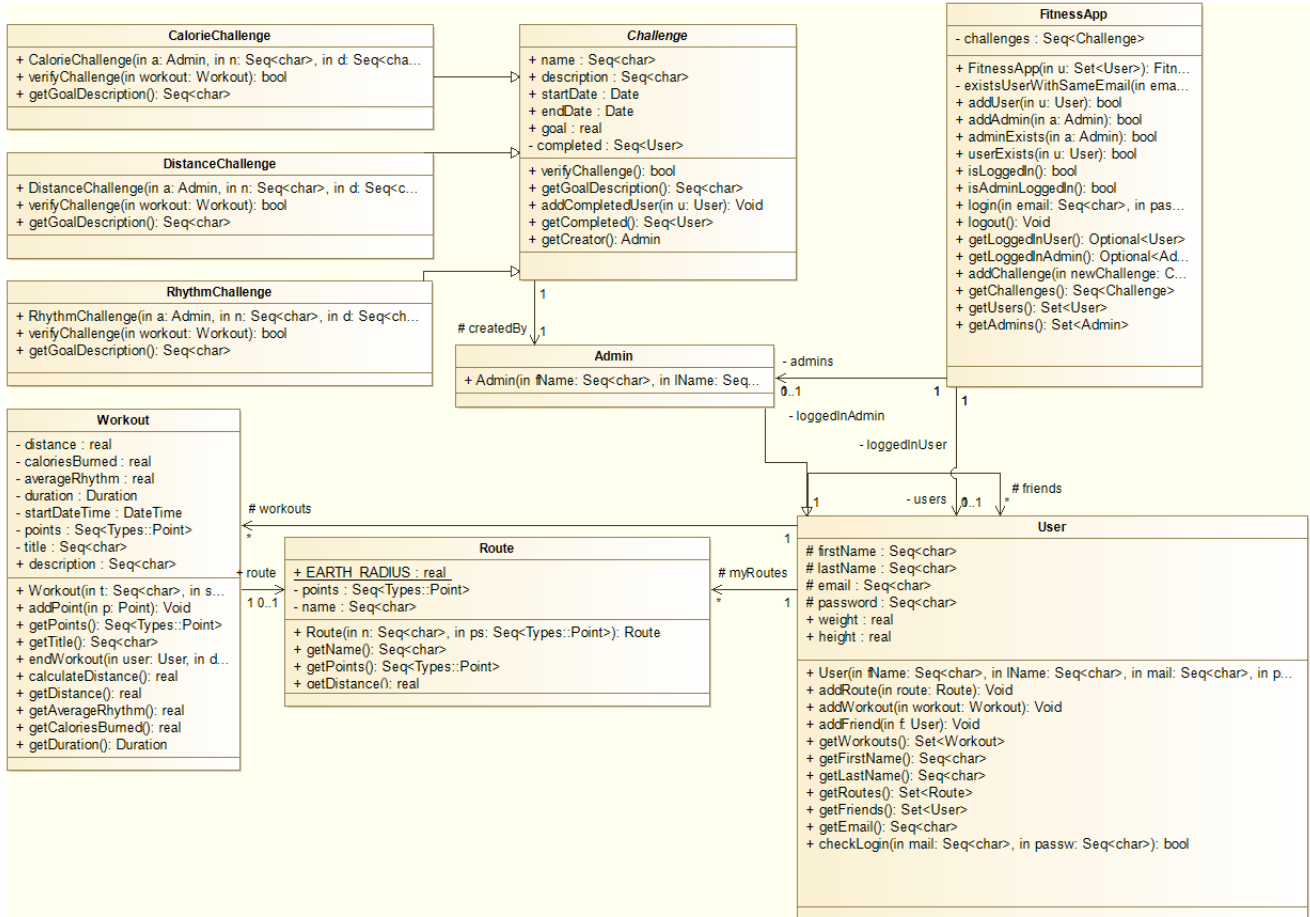 CalorieChallenge
+ CalorieChallenge(in a: Admin, in n: Seq<char>, in d: Seq<cha...
+ verifyChallenge(in workout: Workout): bool
+ getGoalDescription(): Seq<char>
DistanceChallenge
+ DistanceChallenge(in a: Admin, in n: Seq<char>, in d: Seq<c...
+ verifyChallenge(in workout: Workout): bool
+ getGoalDescription(): Seq<char>
RhythmChallenge
+ RhythmChallenge(in a: Admin, in n: Seq<char>, in d: Seq<ch...
+ verifyChallenge(in workout: Workout): bool
+ getGoalDescription(): Seq<char>
Challenge
+ name : Seq<char>
+ description : Seq<char>
+ startDate : Date
+ endDate : Date
+ goal : real
- completed : Seq<User>
+ verifyChallenge(): bool
+ getGoalDescription(): Seq<char>
+ addCompletedUser(in u: User): Void
+ getCompleted(): Seq<User>
+ getCreator(): Admin
1
# createdBy
1
FitnessApp
- challenges : Seq<Challenge>
+ FitnessApp(in u: Set<User>): Fitn...
- existsUserWithSameEmail(in ema...
+ addUser(in u: User): bool
+ addAdmin(in a: Admin): bool
+ adminExists(in a: Admin): bool
+ userExists(in u: User): bool
+ isLoggedIn(): bool
+ isAdminLoggedIn(): bool
+ login(in email: Seq<char>, in pas...
+ logout(): Void
+ getLoggedInUser(): Optional<User>
+ getLoggedInAdmin(): Optional<Ad...
+ addChallenge(in newChallenge: C...
+ getChallenges(): Seq<Challenge>
+ getUsers(): Set<User>
+ getAdmins(): Set<Admin>
Admin
+ Admin(in fName: Seq<char>, in lName: Seq...
- admins
0..1
1
1
- loggedInAdmin
- loggedInUser
# friends
- users
1
0..1
*
Workout
- distance : real
- caloriesBurned : real
- averageRhythm : real
- duration : Duration
- startDateTime : DateTime
- points : Seq<Types::Point>
- title : Seq<char>
+ description : Seq<char>
+ Workout(in t: Seq<char>, in s...
+ addPoint(in p: Point): Void
+ getPoints(): Seq<Types::Point>
+ getTitle(): Seq<char>
+ endWorkout(in user: User, in d...
+ calculateDistance(): real
+ getDistance(): real
+ getAverageRhythm(): real
+ getCaloriesBurned(): real
+ getDuration(): Duration
# workouts
*
1
+ route
1 0..1
Route
+ EARTH_RADIUS : real
- points : Seq<Types::Point>
- name : Seq<char>
+ Route(in n: Seq<char>, in ps: Seq<Types::Point>): Route
+ getName(): Seq<char>
+ getPoints(): Seq<Types::Point>
+ getDistance(): real
# myRoutes
*
1
User
# firstName : Seq<char>
# lastName : Seq<char>
# email : Seq<char>
# password : Seq<char>
+ weight : real
+ height : real
+ User(in fName: Seq<char>, in lName: Seq<char>, in mail: Seq<char>, in p...
+ addRoute(in route: Route): Void
+ addWorkout(in workout: Workout): Void
+ addFriend(in f: User): Void
+ getWorkouts(): Set<Workout>
+ getFirstName(): Seq<char>
+ getLastName(): Seq<char>
+ getRoutes(): Set<Route>
+ getFriends(): Set<User>
+ getEmail(): Seq<char>
+ checkLogin(in mail: Seq<char>, in passw: Seq<char>): bool